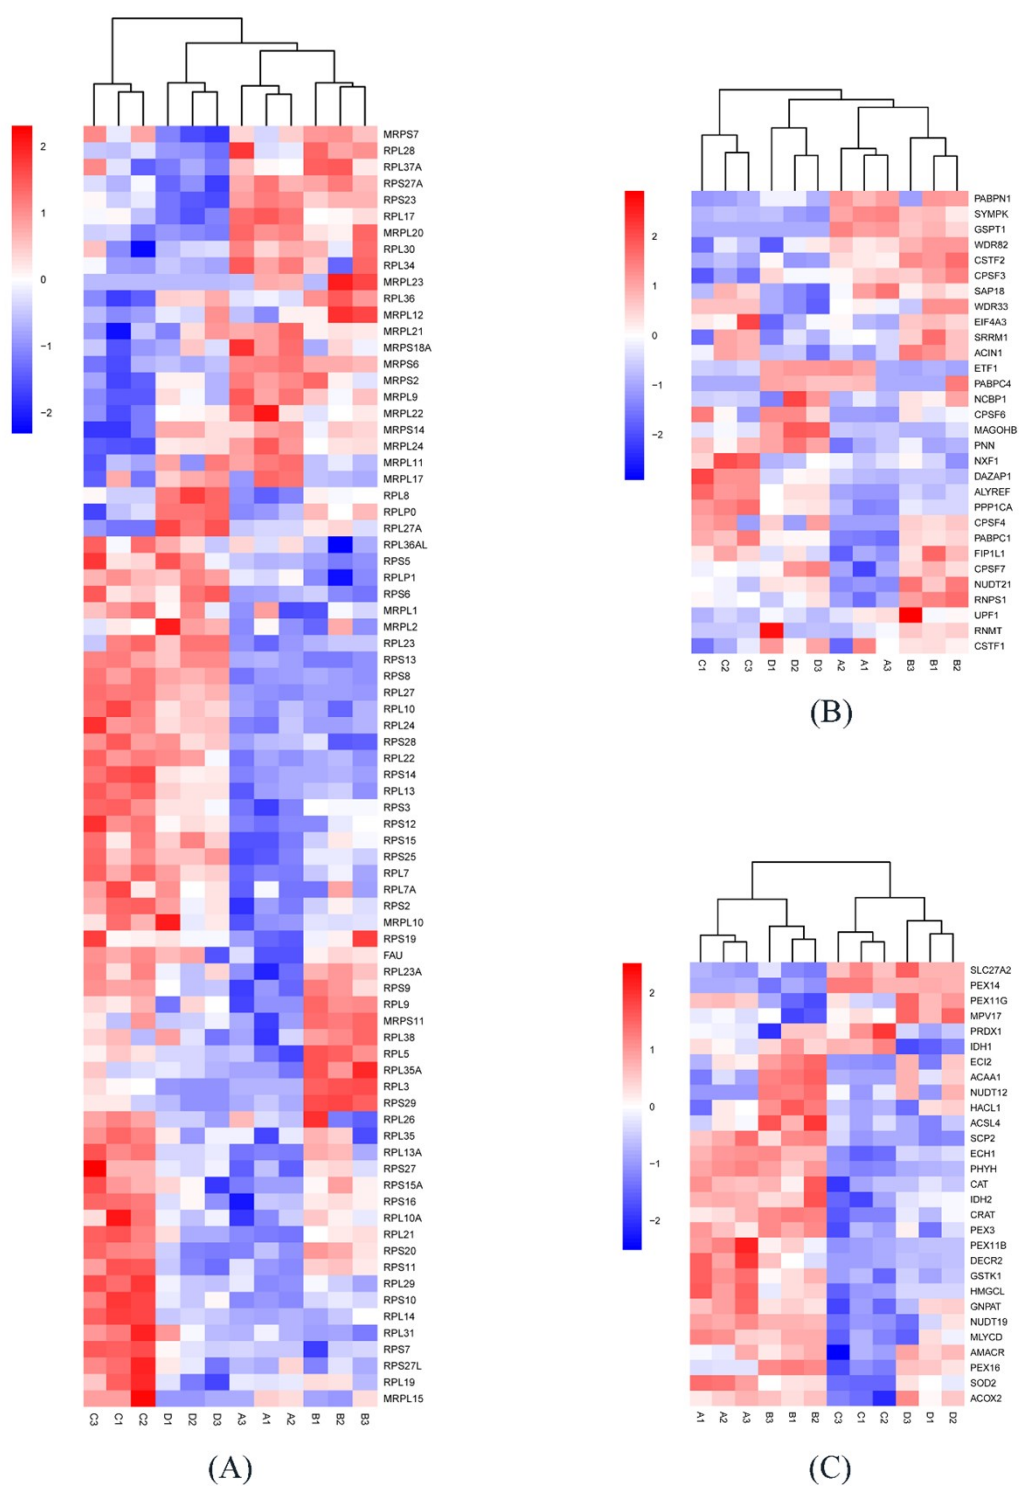 2
1
0
−1
−2
MRPS7
RPL28
RPL37A
RPS27A
RPS23
RPL17
MRPL20
RPL30
RPL34
MRPL23
RPL36
MRPL12
MRPL21
MRPS18A
MRPS6
MRPS2
MRPL9
MRPL22
MRPS14
MRPL24
MRPL11
MRPL17
RPL8
RPLP0
RPL27A
RPL36AL
RPS5
RPLP1
RPS6
MRPL1
MRPL2
RPL23
RPS13
RPS8
RPL27
RPL10
RPL24
RPS28
RPL22
RPS14
RPL13
RPS3
RPS12
RPS15
RPS25
RPL7
RPL7A
RPS2
MRPL10
RPS19
FAU
RPL23A
RPS9
RPL9
MRPS11
RPL38
RPL5
RPL35A
RPL3
RPS29
RPL26
RPL35
RPL13A
RPS27
RPS15A
RPS16
RPL10A
RPL21
RPS20
RPS11
RPL29
RPS10
RPL14
RPL31
RPS7
RPS27L
RPL19
MRPL15
C3 C1 C2 D1 D2 D3 A3 A1 A2 B1 B2 B3
(A)
2
1
0
−1
−2
PABPN1
SYMPK
GSPT1
WDR82
CSTF2
CPSF3
SAP18
WDR33
EIF4A3
SRRM1
ACIN1
ETF1
PABPC4
NCBP1
CPSF6
MAGOHB
PNN
NXF1
DAZAP1
ALYREF
PPP1CA
CPSF4
PABPC1
FIP1L1
CPSF7
NUDT21
RNPS1
UPF1
RNMT
CSTF1
C1 C2 C3 D1 D2 D3 A2 A1 A3 B3 B1 B2
(B)
2
1
0
−1
−2
SLC27A2
PEX14
PEX11G
MPV17
PRDX1
IDH1
ECI2
ACAA1
NUDT12
HACL1
ACSL4
SCP2
ECH1
PHYH
CAT
IDH2
CRAT
PEX3
PEX11B
DECR2
GSTK1
HMGCL
GNPAT
NUDT19
MLYCD
AMACR
PEX16
SOD2
ACOX2
A1 A2 A3 B3 B1 B2 C3 C1 C2 D3 D1 D2
(C)